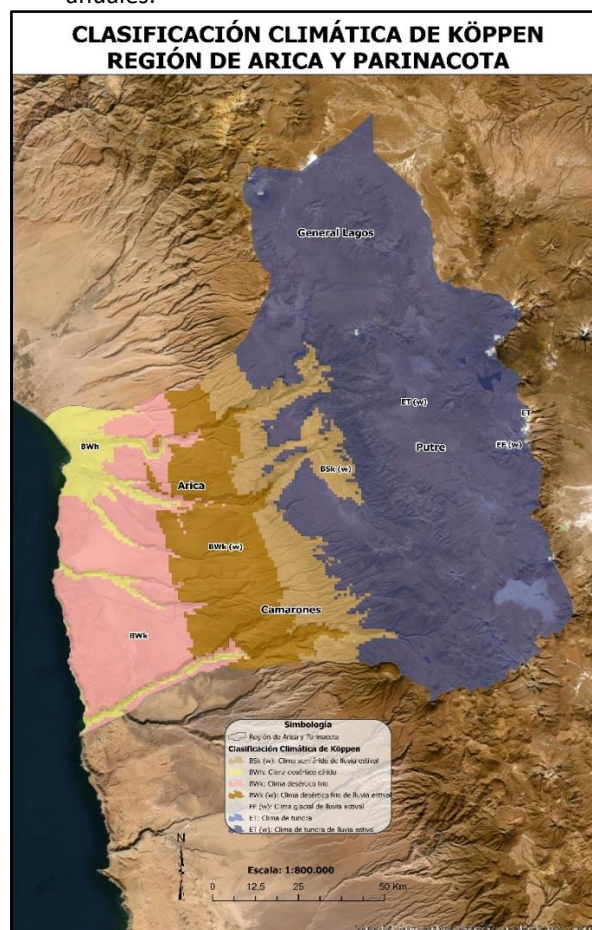 anuales.
CLASIFICACIÓN CLIMÁTICA DE KÖPPEN
REGIÓN DE ARICA Y PARINACOTA
General Lagos
ET (w)
ET
Putre
EF (w)
BWh
BSk (w)
Arica
BWk (w)
Camarones
BWk
Simbología
Región de Arica y Parinacota
Clasificación Climática de Köppen
BSk (w): Clima semiárido de lluvia estival
BWh: Clima desértico cálido
BWk: Clima desértico frío
BWk (w): Clima desértico frío de lluvia estival
EF (w): Clima glacial de lluvia estival
ET: Clima de tundra
ET (w): Clima de tundra de lluvia estival
N
Escala: 1:800.000
0 12,5 25 50 Km